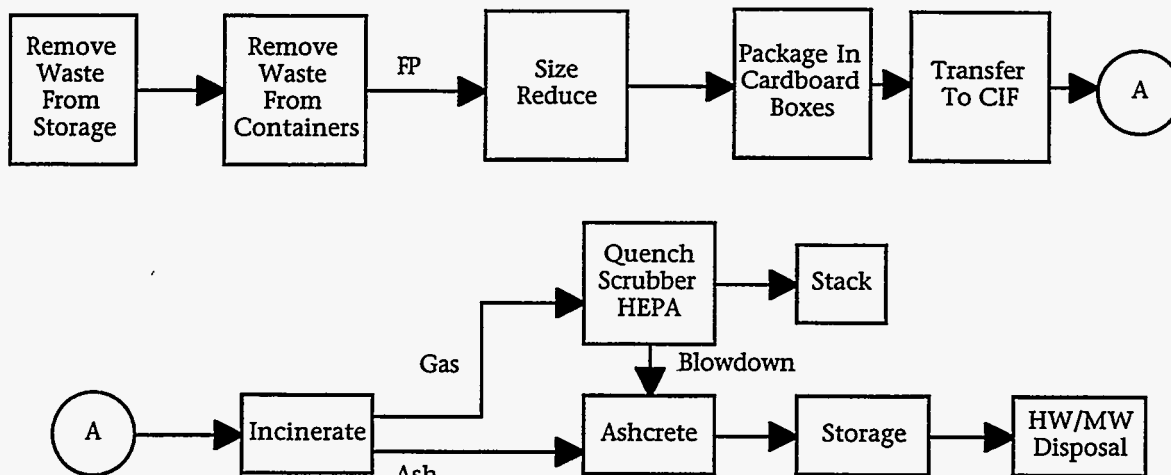 Remove
Waste
From
Storage
Remove
Waste
From
Containers
FP
Size
Reduce
Package In
Cardboard
Boxes
Transfer
To CIF
A
Quench
Scrubber
HEPA
Stack
Gas
Blowdown
A
Incinerate
Ash
Ashcrete
Storage
HW/MW
Disposal